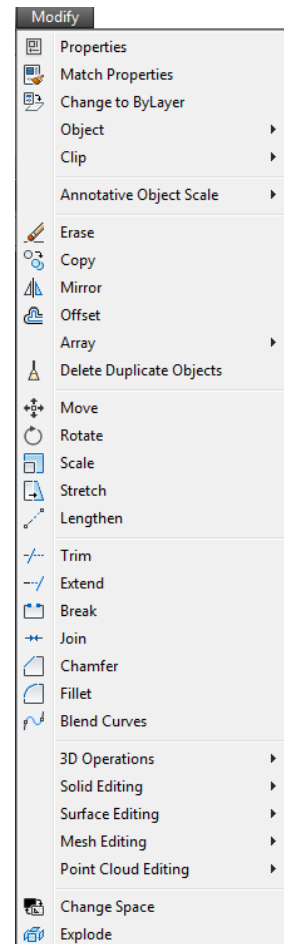 Modify
Properties
Match Properties
Change to ByLayer
Object
Clip
Annotative Object Scale
Erase
Copy
Mirror
Offset
Array
Delete Duplicate Objects
Move
Rotate
Scale
Stretch
Lengthen
Trim
Extend
Break
Join
Chamfer
Fillet
Blend Curves
3D Operations
Solid Editing
Surface Editing
Mesh Editing
Point Cloud Editing
Change Space
Explode